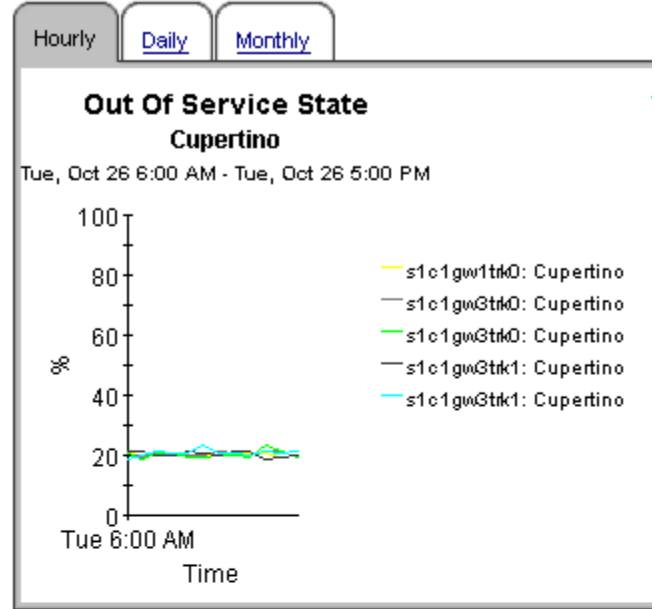 Hourly
Daily
Monthly
Out Of Service State
Cupertino
Tue, Oct 26 6:00 AM - Tue, Oct 26 5:00 PM
100
80
60
40
20
0
%
s1c1gw1trk0: Cupertino
s1c1gw3trk0: Cupertino
s1c1gw3trk0: Cupertino
s1c1gw3trk1: Cupertino
s1c1gw3trk1: Cupertino
Tue 6:00 AM
Time